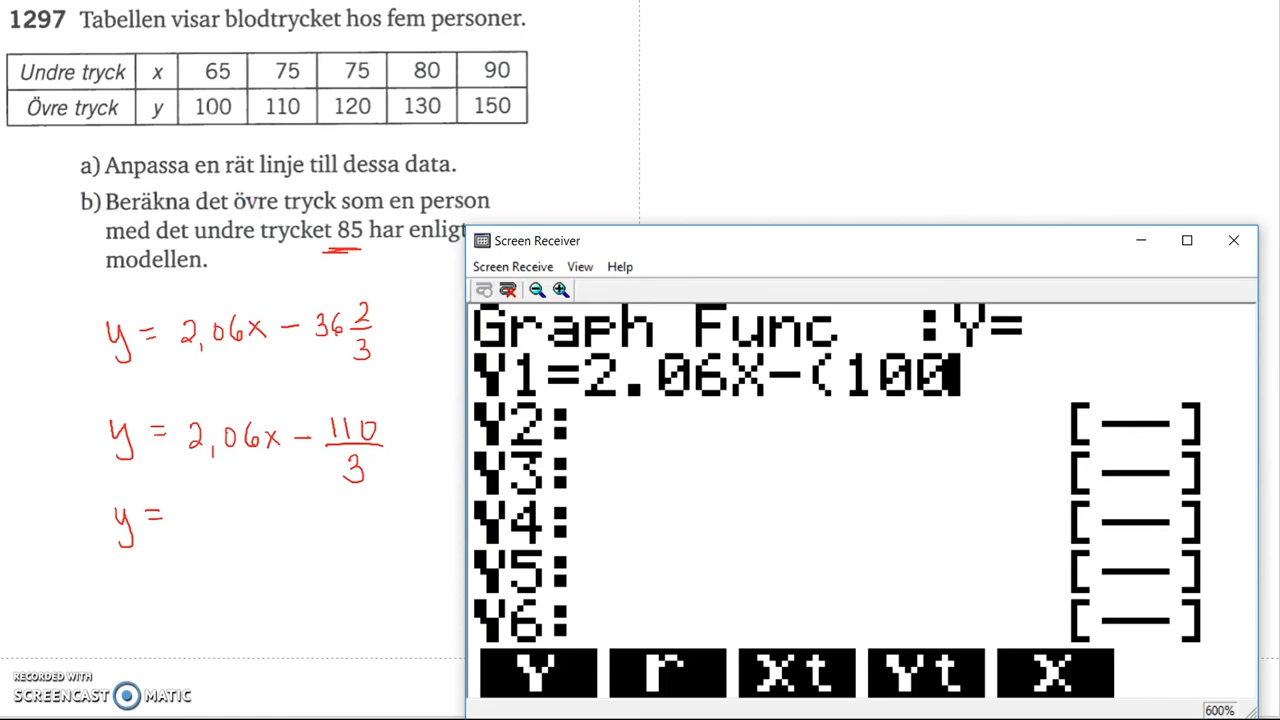 1297 Tabellen visar blodtrycket hos fem personer.
Undre tryck x 65 75 75 80 90
Övre tryck y 100 110 120 130 150
a) Anpassa en rät linje till dessa data.
b) Beräkna det övre tryck som en person
med det undre trycket 85 har enligt
modellen.
y = 2,06x - 36 2/3
y = 2,06x - 110/3
y =
Screen Receiver
Screen Receive View Help
Graph Func :Y=
Y1=2.06X-(100
Y2: [—]
Y3: [—]
Y4: [—]
Y5: [—]
Y6: [—]
Y r Xt Yt X
600%
RECORDED WITH
SCREENCAST MATIC